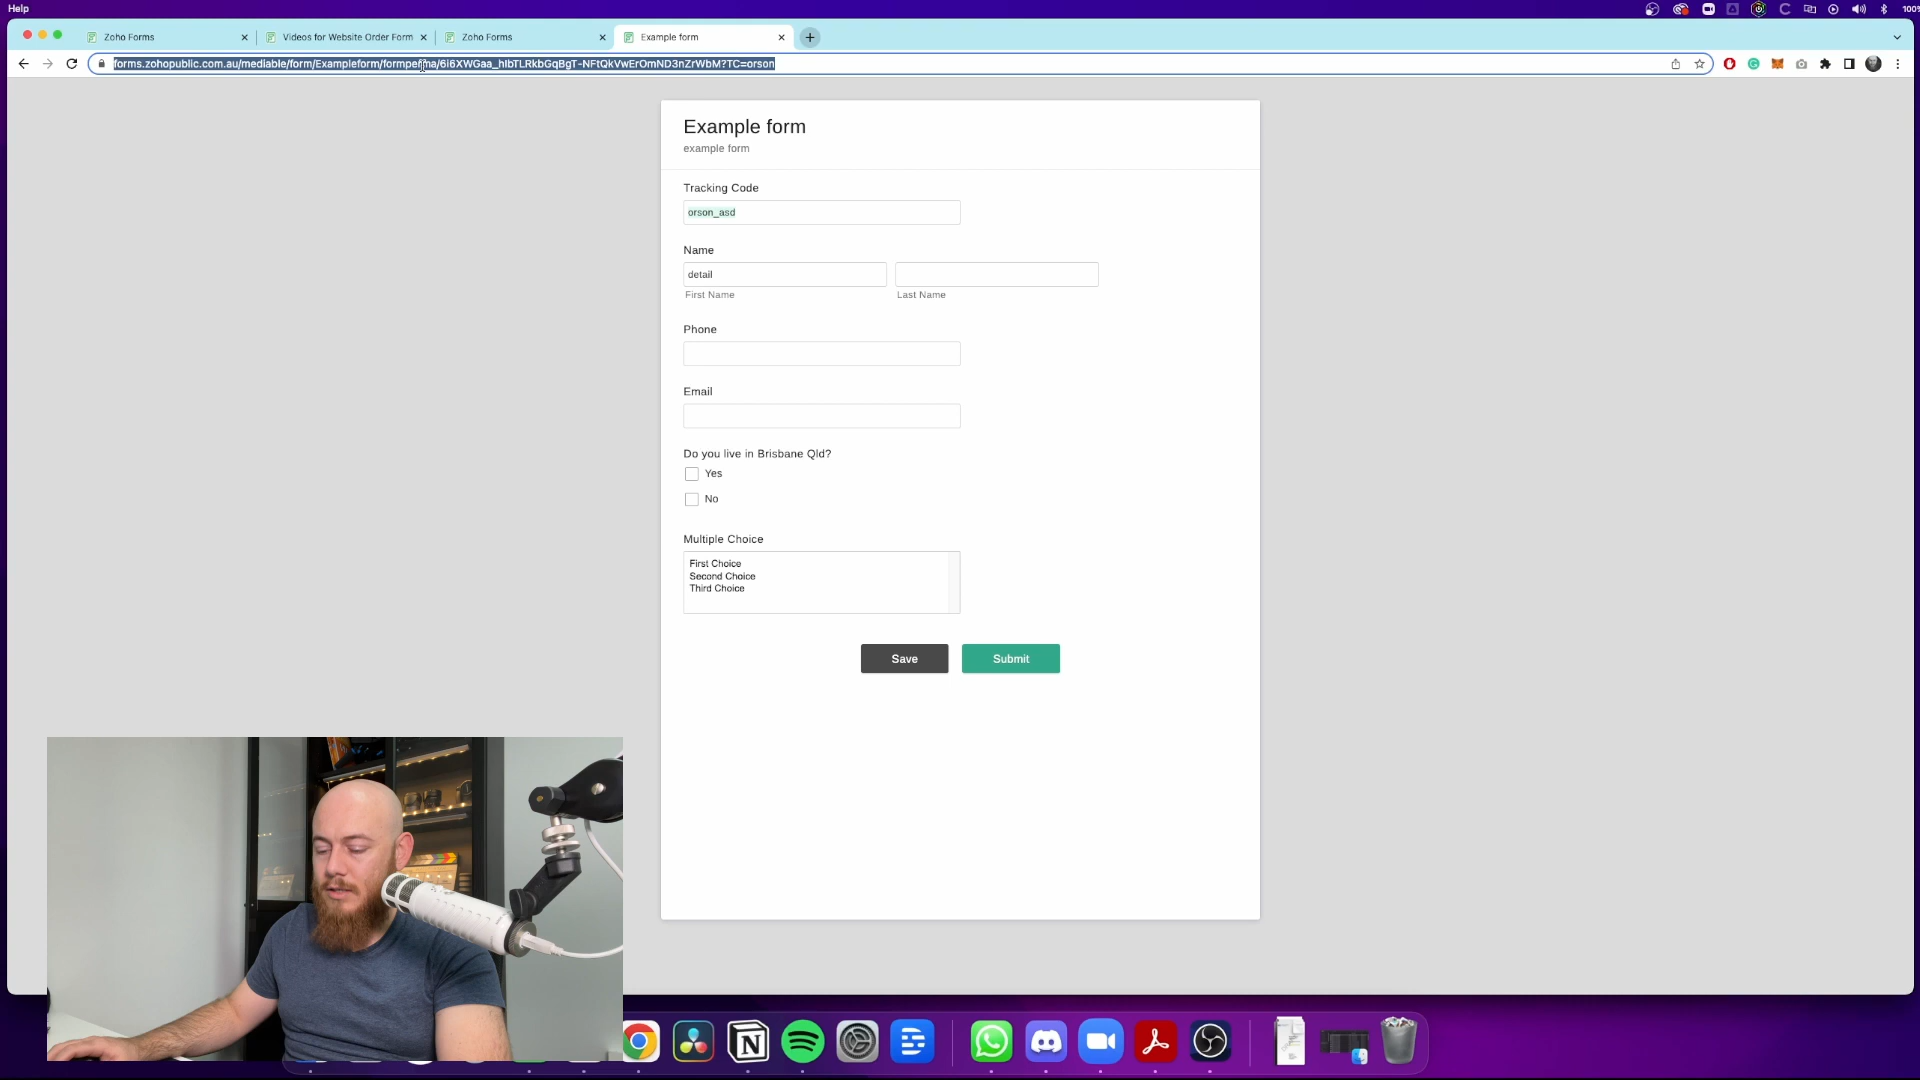 Help
100%
Zoho Forms
Videos for Website Order Form
Zoho Forms
Example form
forms.zohopublic.com.au/mediable/form/Exampleform/formperma/
?TC=orson
Example form
example form
Tracking Code
orson_asd
Name
detail
First Name
Last Name
Phone
Email
Do you live in Brisbane Qld?
Yes
No
Multiple Choice
First Choice
Second Choice
Third Choice
Save
Submit